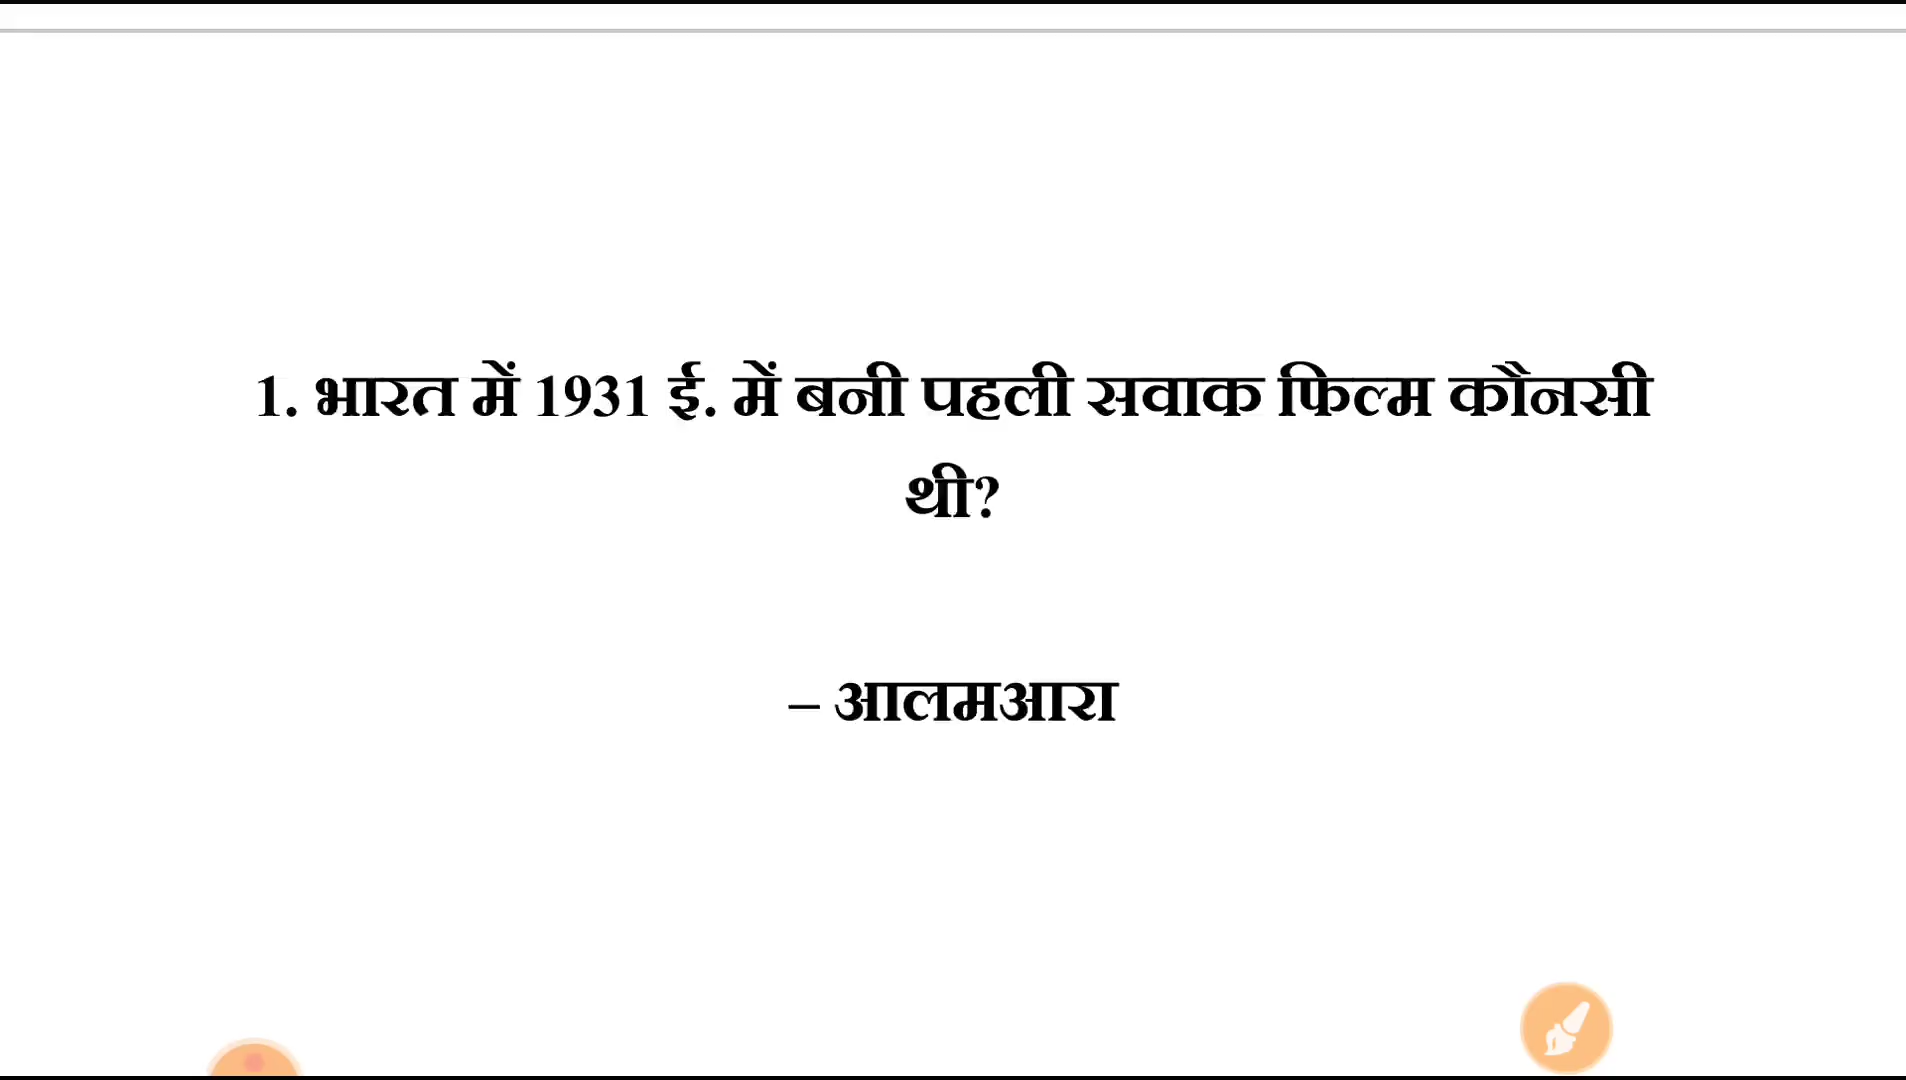 1. भारत में 1931 ई. में बनी पहली सवाक फिल्म कौनसी
थी?
– आलमआरा